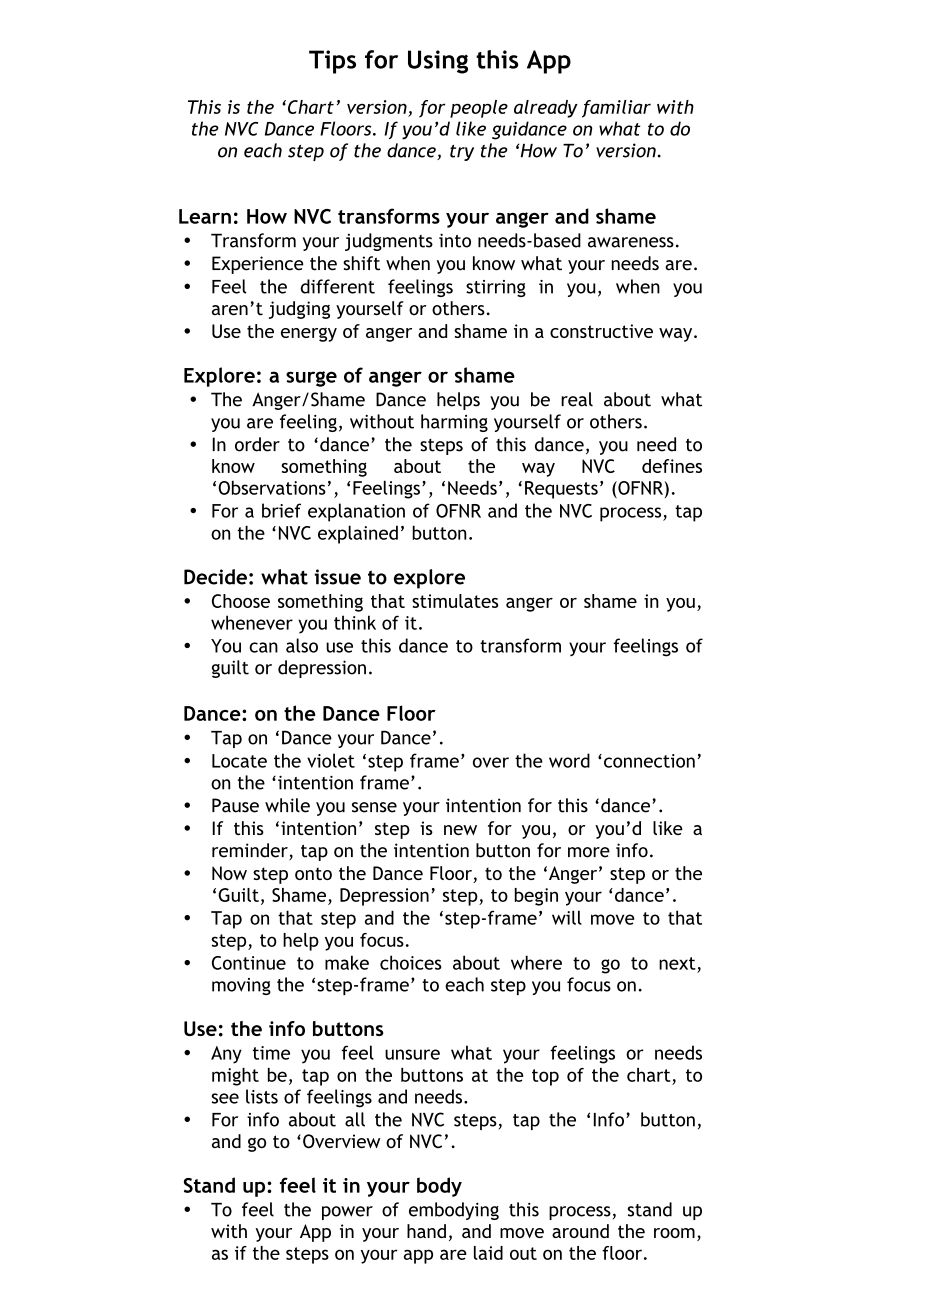 Tips for Using this App
This is the ‘Chart’ version, for people already familiar with
the NVC Dance Floors. If you’d like guidance on what to do
on each step of the dance, try the ‘How To’ version.
Learn: How NVC transforms your anger and shame
• Transform your judgments into needs-based awareness.
• Experience the shift when you know what your needs are.
• Feel the different feelings stirring in you, when you
aren’t judging yourself or others.
• Use the energy of anger and shame in a constructive way.
Explore: a surge of anger or shame
• The Anger/Shame Dance helps you be real about what
you are feeling, without harming yourself or others.
• In order to ‘dance’ the steps of this dance, you need to
know something about the way NVC defines
‘Observations’, ‘Feelings’, ‘Needs’, ‘Requests’ (OFNR).
• For a brief explanation of OFNR and the NVC process, tap
on the ‘NVC explained’ button.
Decide: what issue to explore
• Choose something that stimulates anger or shame in you,
whenever you think of it.
• You can also use this dance to transform your feelings of
guilt or depression.
Dance: on the Dance Floor
• Tap on ‘Dance your Dance’.
• Locate the violet ‘step frame’ over the word ‘connection’
on the ‘intention frame’.
• Pause while you sense your intention for this ‘dance’.
• If this ‘intention’ step is new for you, or you’d like a
reminder, tap on the intention button for more info.
• Now step onto the Dance Floor, to the ‘Anger’ step or the
‘Guilt, Shame, Depression’ step, to begin your ‘dance’.
• Tap on that step and the ‘step-frame’ will move to that
step, to help you focus.
• Continue to make choices about where to go to next,
moving the ‘step-frame’ to each step you focus on.
Use: the info buttons
• Any time you feel unsure what your feelings or needs
might be, tap on the buttons at the top of the chart, to
see lists of feelings and needs.
• For info about all the NVC steps, tap the ‘Info’ button,
and go to ‘Overview of NVC’.
Stand up: feel it in your body
• To feel the power of embodying this process, stand up
with your App in your hand, and move around the room,
as if the steps on your app are laid out on the floor.